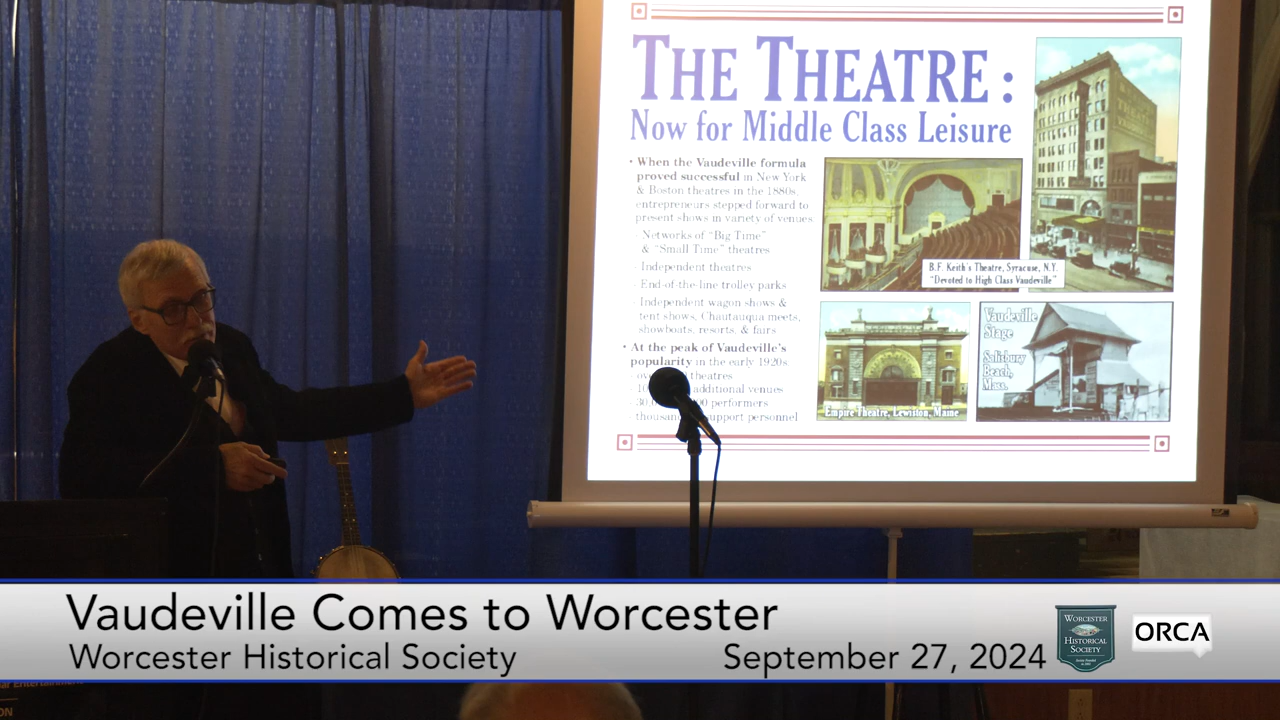 THE THEATRE :
NOW FOR MIDDLE CLASS LEISURE
• When the Vaudeville formula
proved successful in New York
& Boston theatres in the 1880s,
entrepreneurs stepped forward to
present shows in variety of venues:
- Networks of "Big Time"
& "Small Time" theatres
- Independent theatres
- End-of-the-line trolley parks
- Independent wagon shows &
tent shows, Chautauqua meets,
showboats, resorts, & fairs
• At the peak of Vaudeville's
popularity in the early 1920s,
theatres
additional venues
performers
support personnel
B.F. Keith's Theatre, Syracuse, N.Y.
"Devoted to High Class Vaudeville"
Empire Theatre, Lewiston, Maine
Vaudeville
Stage
Salisbury
Beach,
Mass.
Vaudeville Comes to Worcester
Worcester Historical Society
September 27, 2024
WORCESTER
HISTORICAL
SOCIETY
ORCA